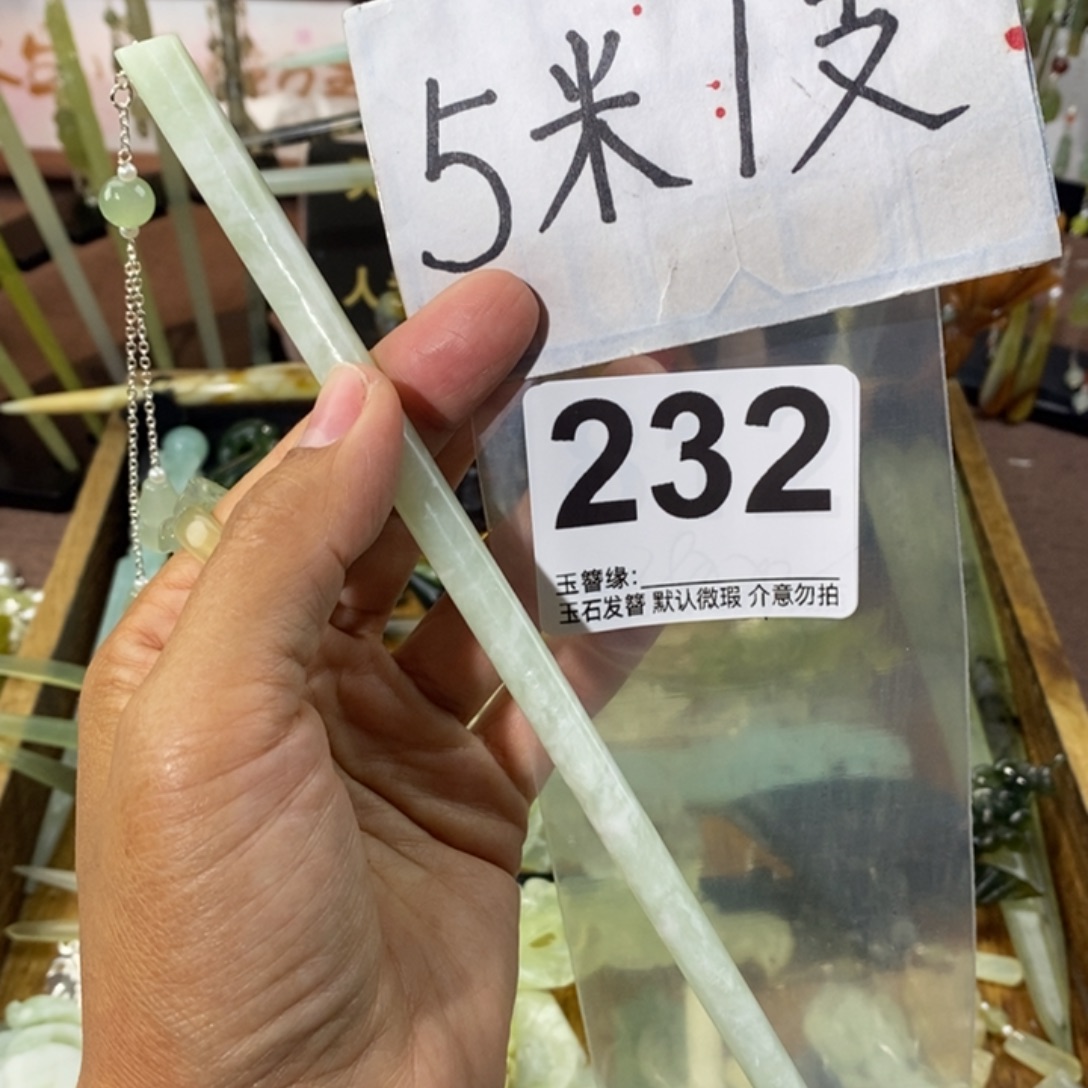 5米1支
232
玉簪缘:
玉石发簪 默认微瑕 介意勿拍
人